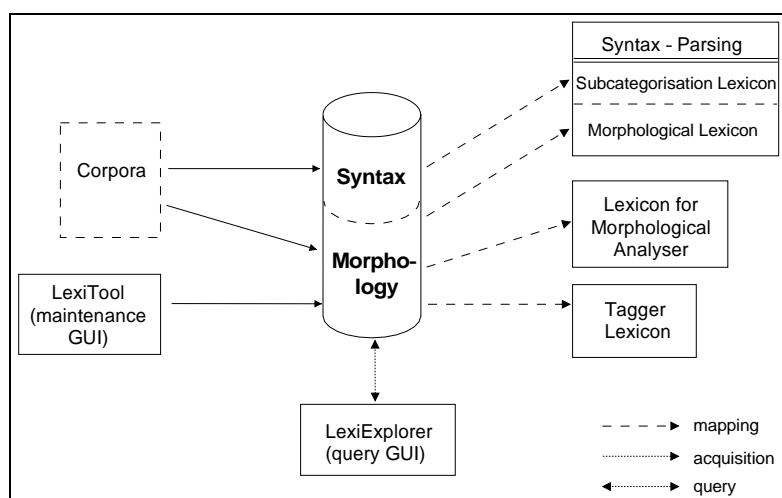 Syntax - Parsing
Subcategorisation Lexicon
Morphological Lexicon
Corpora
Syntax
Morpho-
logy
Lexicon for
Morphological
Analyser
LexiTool
(maintenance
GUI)
Tagger
Lexicon
LexiExplorer
(query GUI)
mapping
acquisition
query